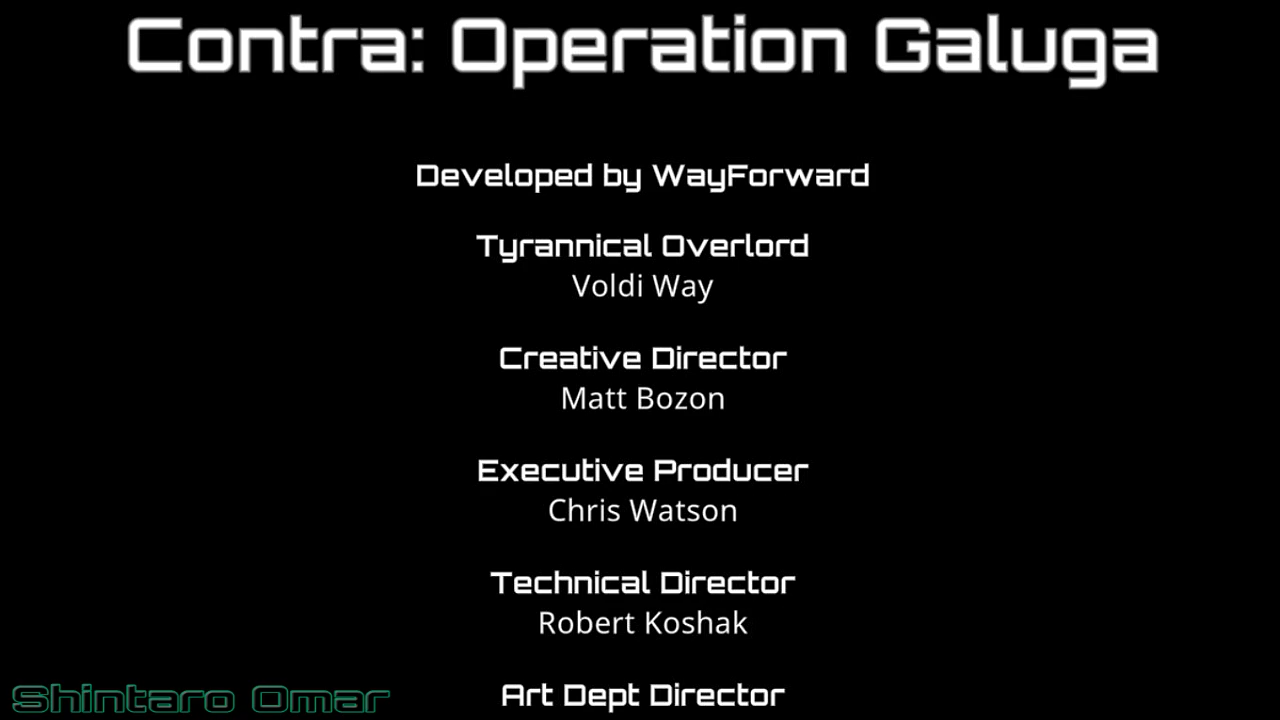 Contra: Operation Galuga
Developed by WayForward
Tyrannical Overlord
Voldi Way
Creative Director
Matt Bozon
Executive Producer
Chris Watson
Technical Director
Robert Koshak
Art Dept Director
Shintaro Omar